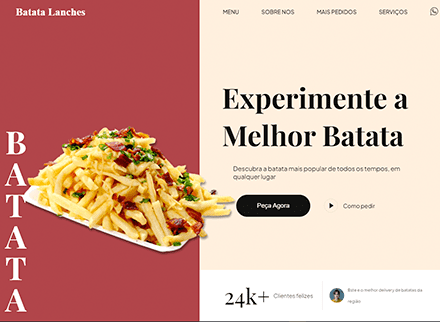 Batata Lanches
MENU
SOBRE NOS
MAIS PEDIDOS
SERVIÇOS
Experimente a
Melhor Batata
BATATA
Descubra a batata mais popular de todos os tempos, em
qualquer lugar
Peça Agora
Como pedir
24k+
Clientes felizes
Bata e o melhor delivery de batatas da
região